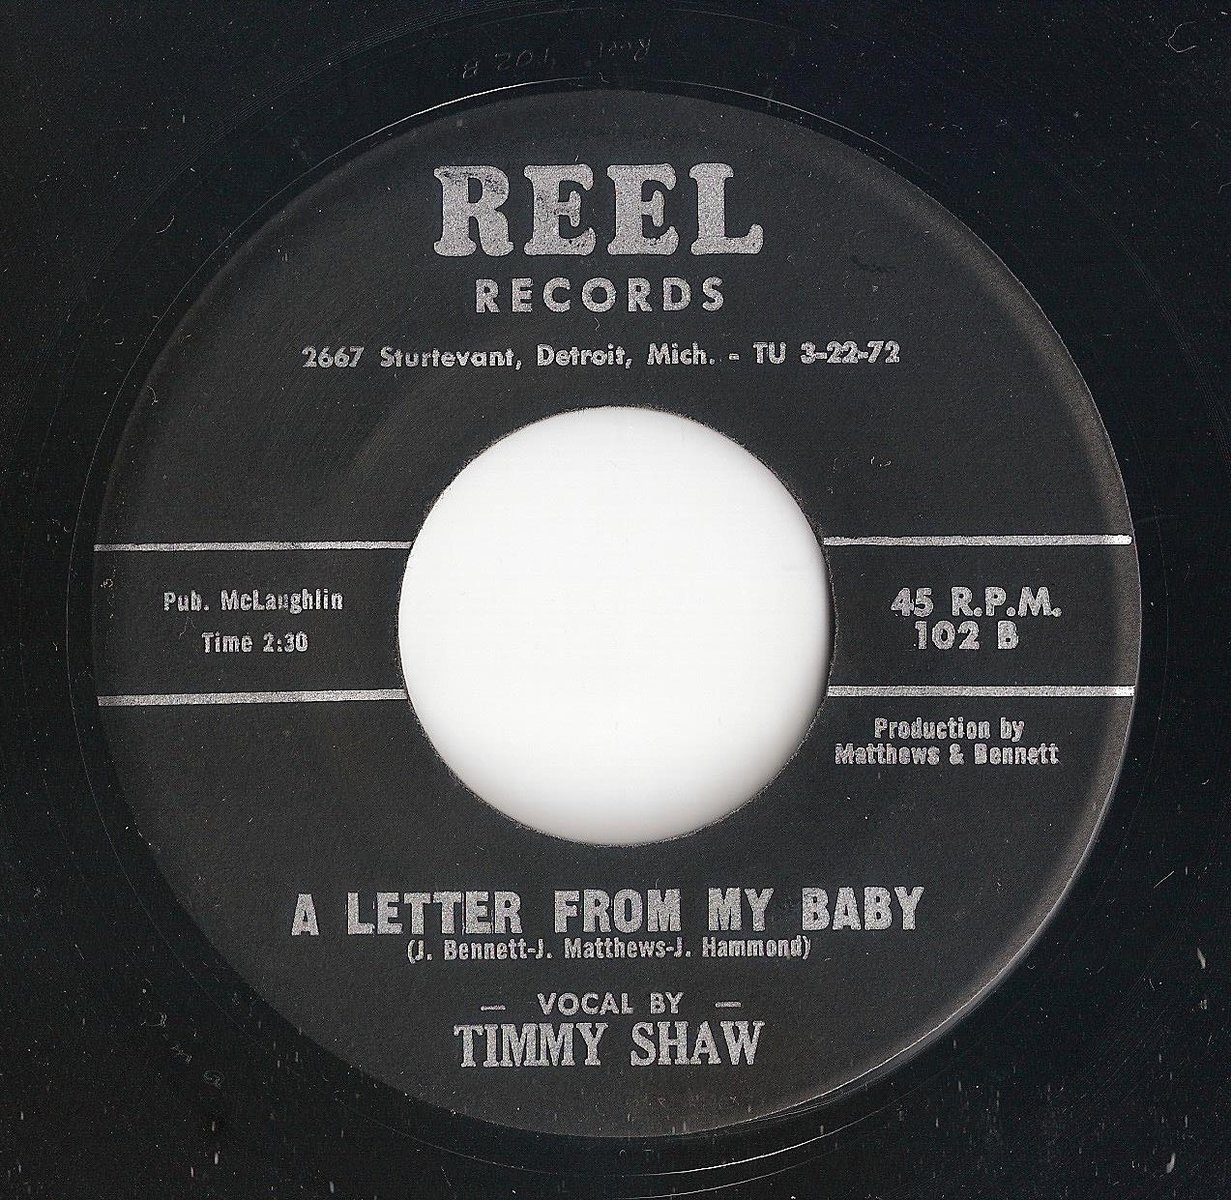 REEL
RECORDS
2667 Sturtevant, Detroit, Mich. - TU 3-22-72
Pub. McLaughlin
Time 2:30
45 R.P.M.
102 B
Production by
Matthews & Bennett
A LETTER FROM MY BABY
(J. Bennett-J. Matthews-J. Hammond)
— VOCAL BY —
TIMMY SHAW